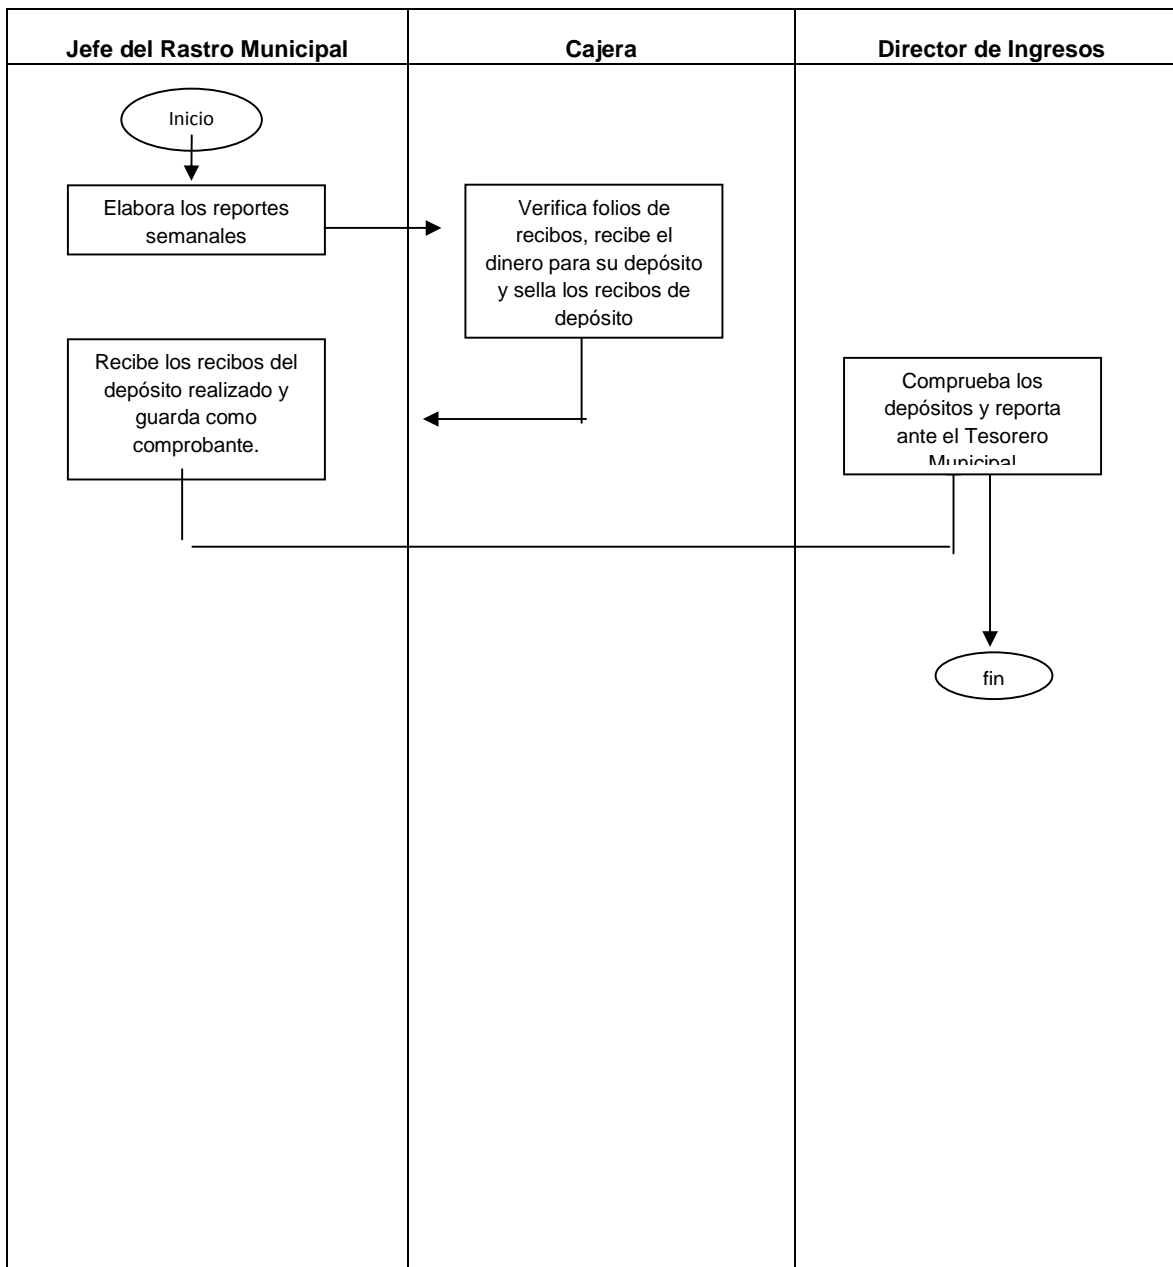 Jefe del Rastro Municipal
Cajera
Director de Ingresos
Inicio
Elabora los reportes
semanales
Verifica folios de
recibos, recibe el
dinero para su depósito
y sella los recibos de
depósito
Recibe los recibos del
depósito realizado y
guarda como
comprobante.
Comprueba los
depósitos y reporta
ante el Tesorero
Municipal
fin